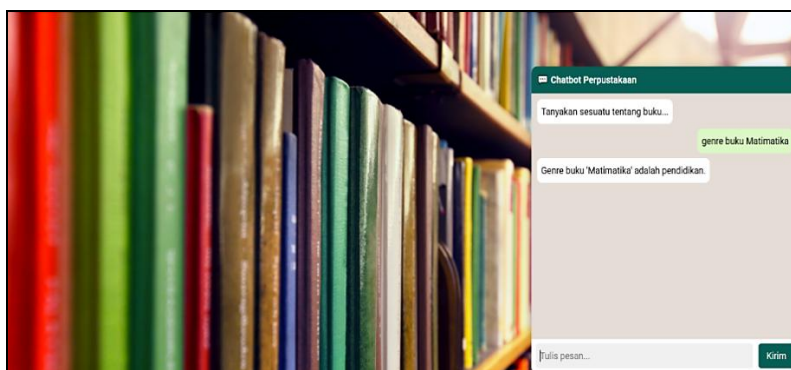 Chatbot Perpustakaan
Tanyakan sesuatu tentang buku...
genre buku Matimatika
Genre buku 'Matimatika' adalah pendidikan.
Tulis pesan...
Kirim